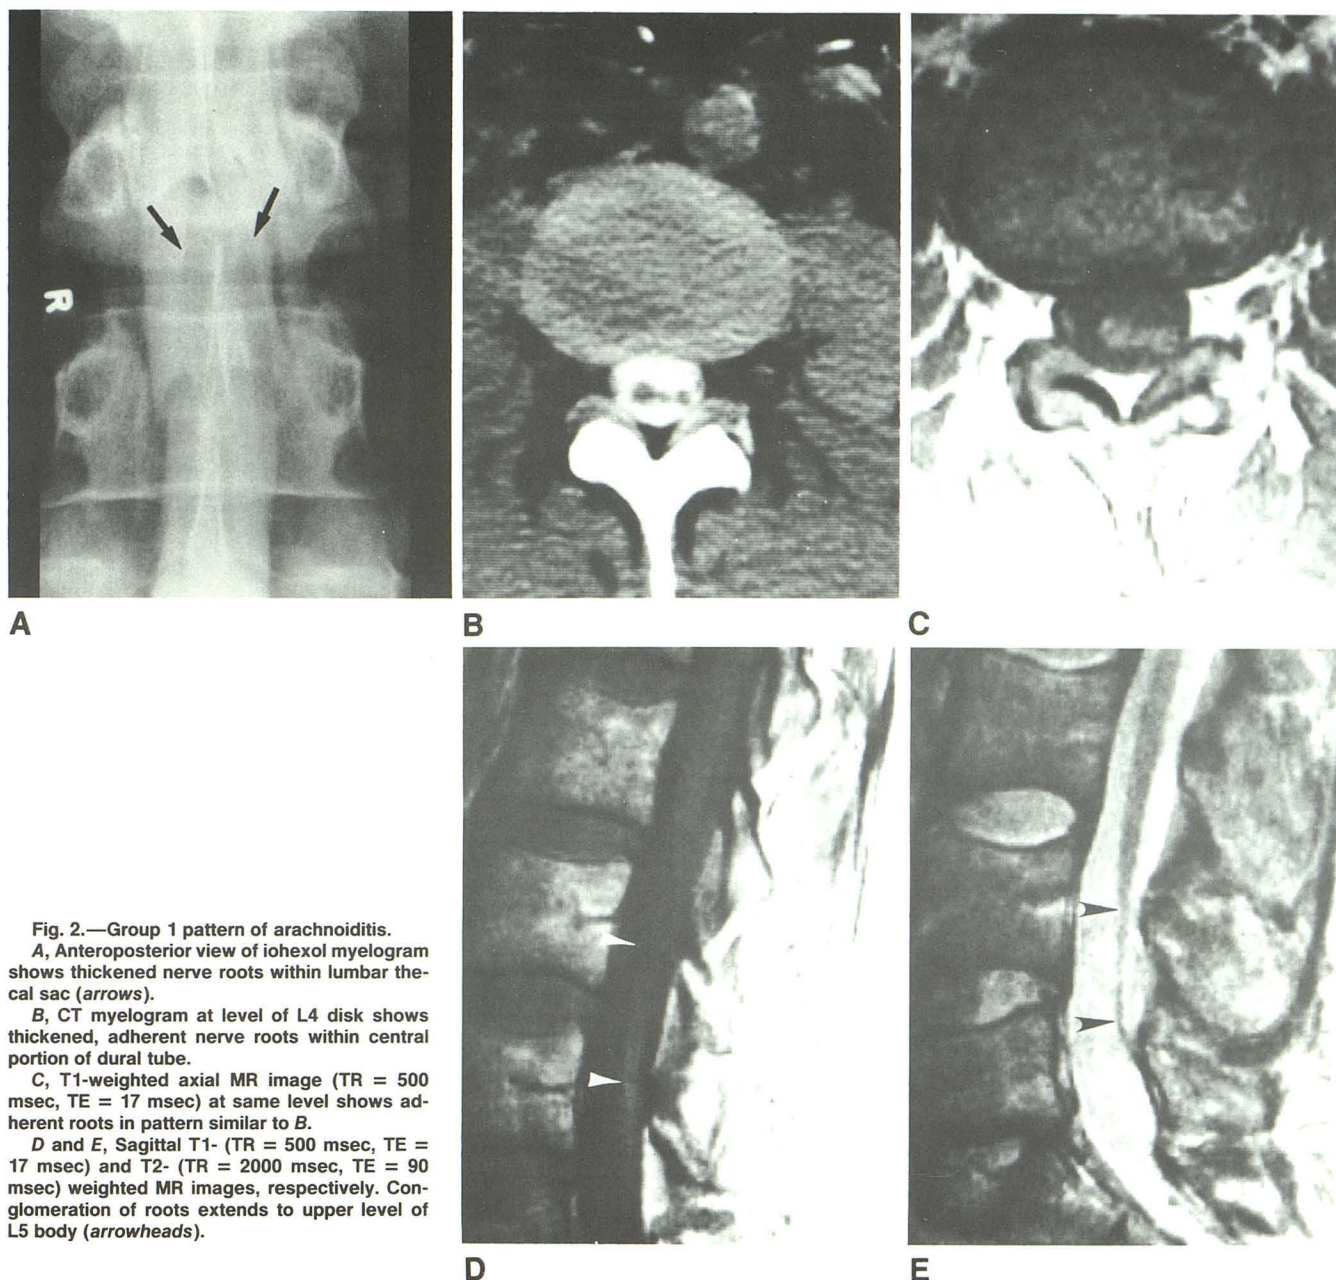 R
A
B
C
Fig. 2.—Group 1 pattern of arachnoiditis.
A, Anteroposterior view of iohexol myelogram
shows thickened nerve roots within lumbar the-
cal sac (arrows).
B, CT myelogram at level of L4 disk shows
thickened, adherent nerve roots within central
portion of dural tube.
C, T1-weighted axial MR image (TR = 500
msec, TE = 17 msec) at same level shows ad-
herent roots in pattern similar to B.
D and E, Sagittal T1- (TR = 500 msec, TE =
17 msec) and T2- (TR = 2000 msec, TE = 90
msec) weighted MR images, respectively. Con-
glomeration of roots extends to upper level of
L5 body (arrowheads).
D
E